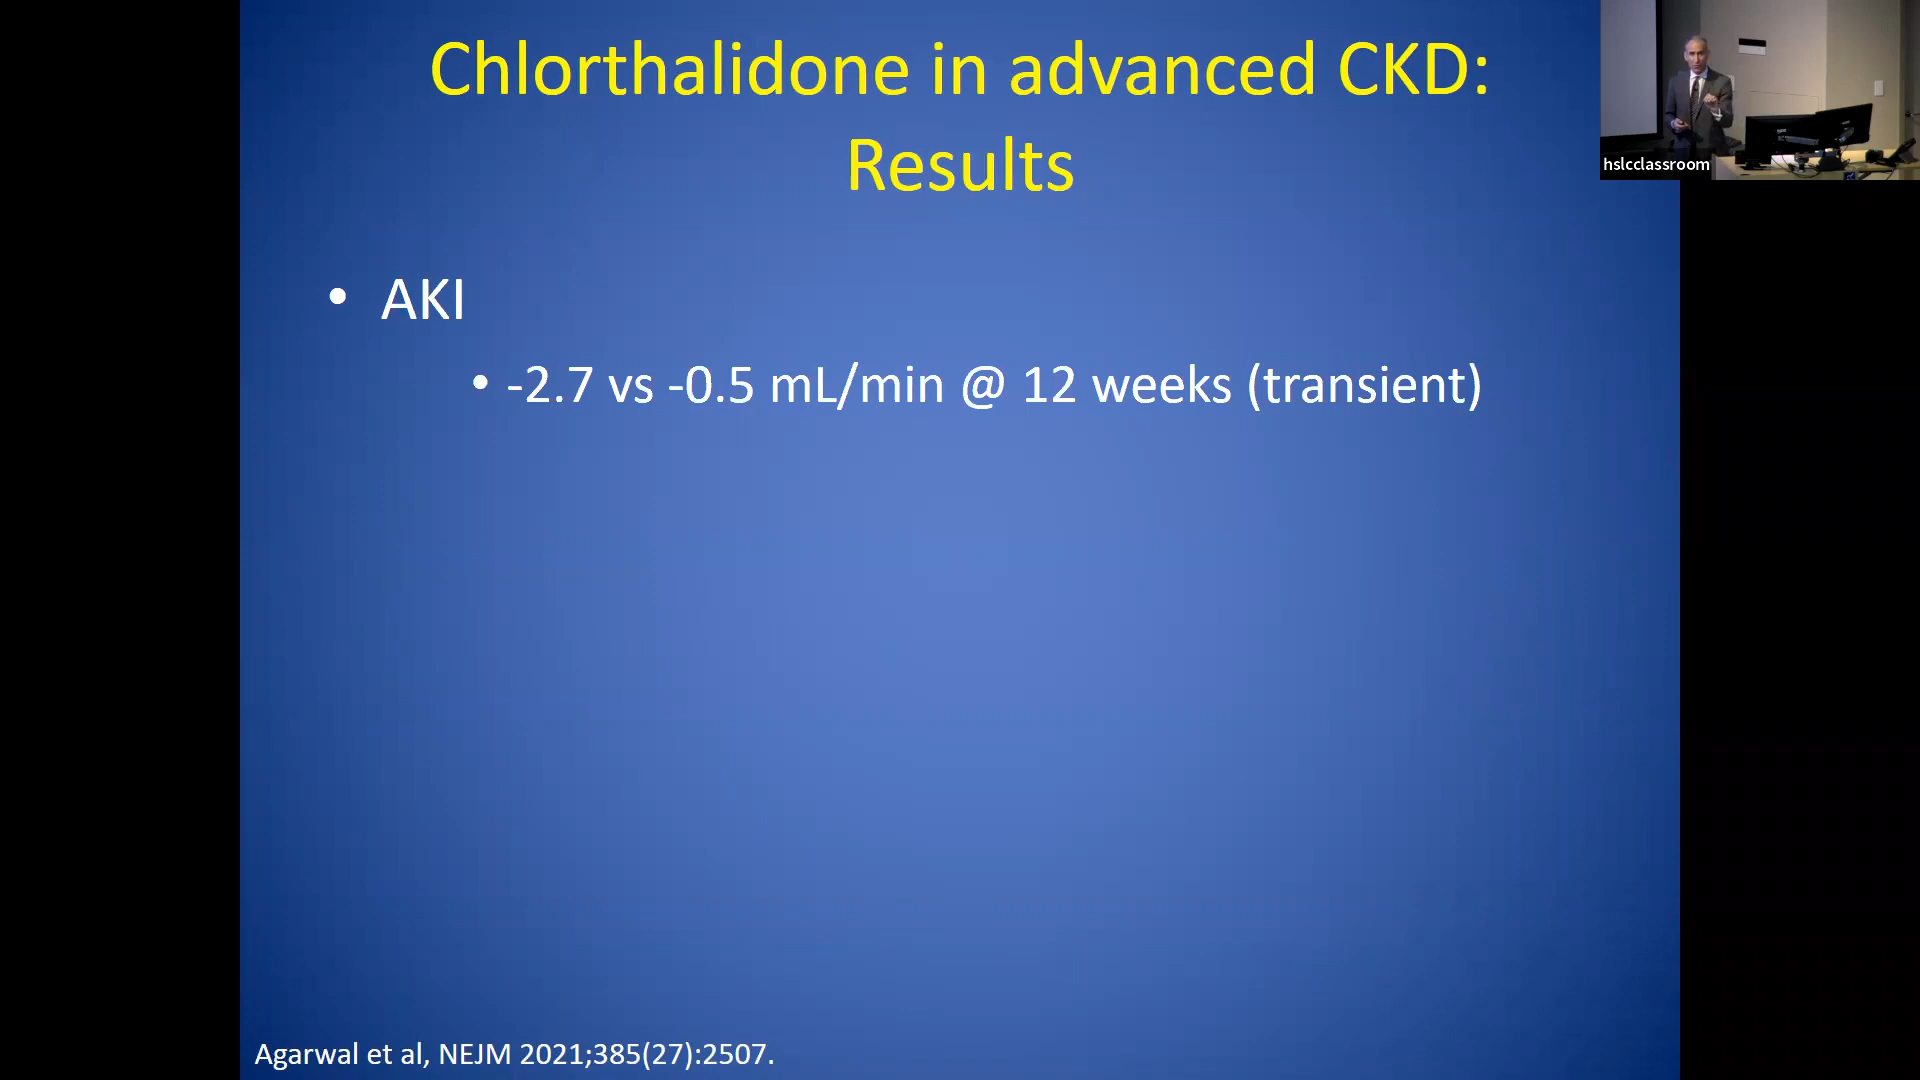 Chlorthalidone in advanced CKD:
Results
hslcclassroom
• AKI
• -2.7 vs -0.5 mL/min @ 12 weeks (transient)
Agarwal et al, NEJM 2021;385(27):2507.